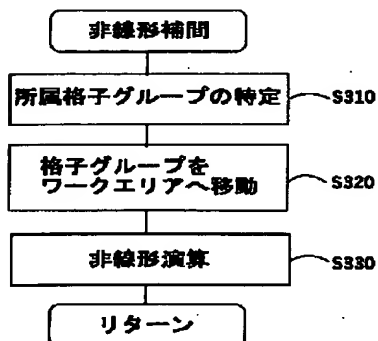 非線形補間
所属格子グループの特定
S310
格子グループを
ワークエリアへ移動
S320
非線形演算
S330
リターン